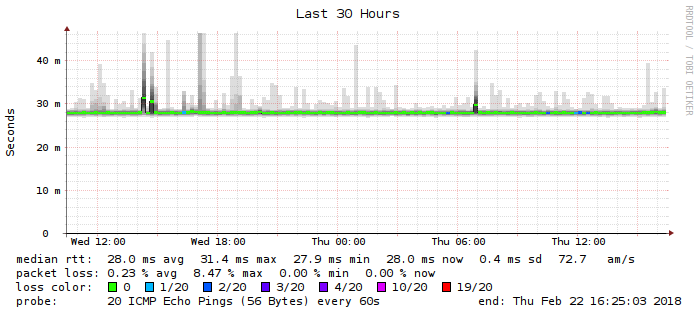 Last 30 Hours
RRDTOOL / TOBI OETIKER
Seconds
40 m
30 m
20 m
10 m
0
Wed 12:00 Wed 18:00 Thu 00:00 Thu 06:00 Thu 12:00
median rtt: 28.0 ms avg 31.4 ms max 27.9 ms min 28.0 ms now 0.4 ms sd 72.7 am/s
packet loss: 0.23 % avg 8.47 % max 0.00 % min 0.00 % now
loss color: 0 1/20 2/20 3/20 4/20 10/20 19/20
probe: 20 ICMP Echo Pings (56 Bytes) every 60s end: Thu Feb 22 16:25:03 2018